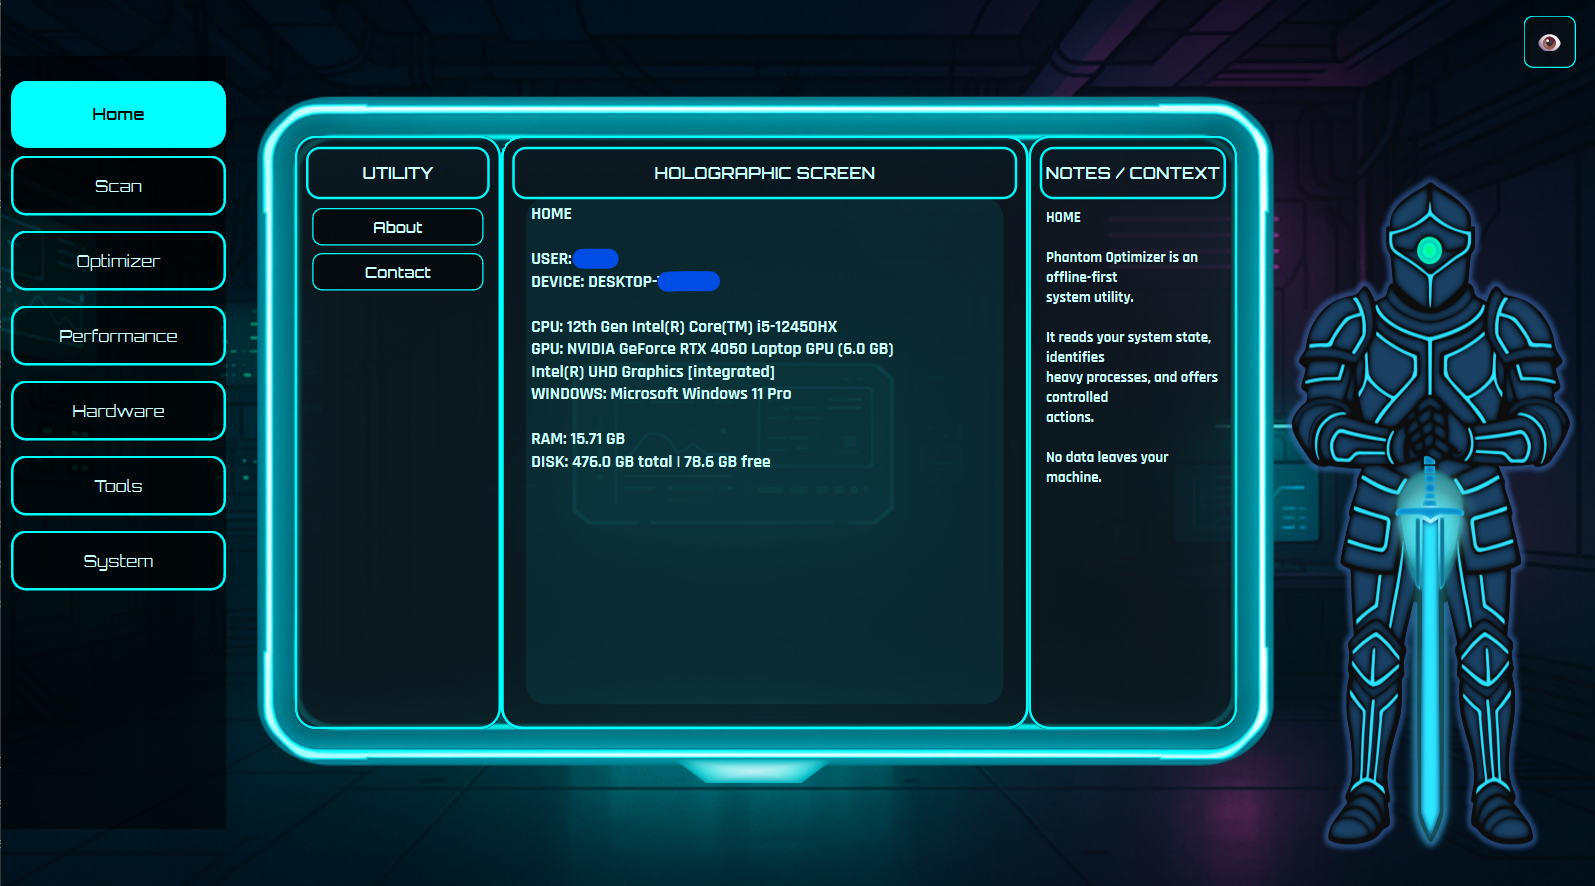 Home
Scan
Optimizer
Performance
Hardware
Tools
System
UTILITY
About
Contact
HOLOGRAPHIC SCREEN
HOME
USER:
DEVICE: DESKTOP-
CPU: 12th Gen Intel(R) Core(TM) i5-12450HX
GPU: NVIDIA GeForce RTX 4050 Laptop GPU (6.0 GB)
Intel(R) UHD Graphics [integrated]
WINDOWS: Microsoft Windows 11 Pro
RAM: 15.71 GB
DISK: 476.0 GB total | 78.6 GB free
NOTES / CONTEXT
HOME
Phantom Optimizer is an
offline-first
system utility.
It reads your system state,
identifies
heavy processes, and offers
controlled
actions.
No data leaves your
machine.